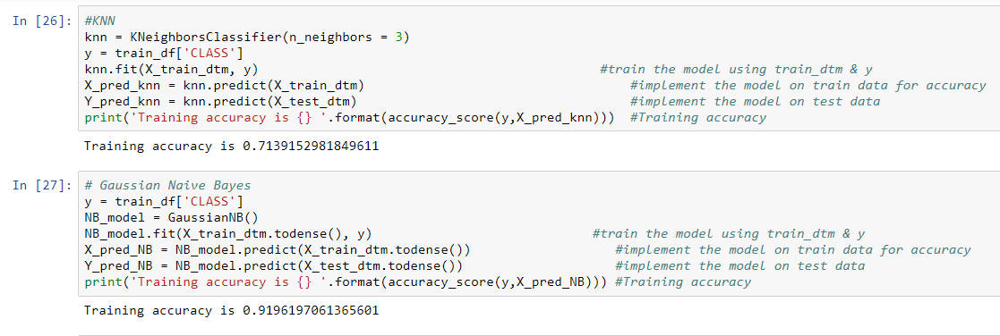 In [26]: #KNN
knn = KNeighborsClassifier(n_neighbors = 3)
y = train_df['CLASS']
knn.fit(X_train_dtm, y) #train the model using train_dtm & y
X_pred_knn = knn.predict(X_train_dtm) #implement the model on train data for accuracy
Y_pred_knn = knn.predict(X_test_dtm) #implement the model on test data
print('Training accuracy is {} '.format(accuracy_score(y,X_pred_knn))) #Training accuracy
Training accuracy is 0.7139152981849611
In [27]: # Gaussian Naive Bayes
y = train_df['CLASS']
NB_model = GaussianNB()
NB_model.fit(X_train_dtm.todense(), y) #train the model using train_dtm & y
X_pred_NB = NB_model.predict(X_train_dtm.todense()) #implement the model on train data for accuracy
Y_pred_NB = NB_model.predict(X_test_dtm.todense()) #implement the model on test data
print('Training accuracy is {} '.format(accuracy_score(y,X_pred_NB))) #Training accuracy
Training accuracy is 0.9196197061365601